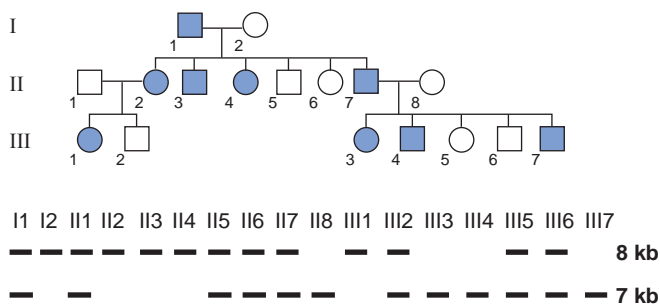 I
1 2
II
1 2 3 4 5 6 7 8
III
1 2 3 4 5 6 7
I1 I2 II1 II2 II3 II4 II5 II6 II7 II8 III1 III2 III3 III4 III5 III6 III7
8 kb
7 kb